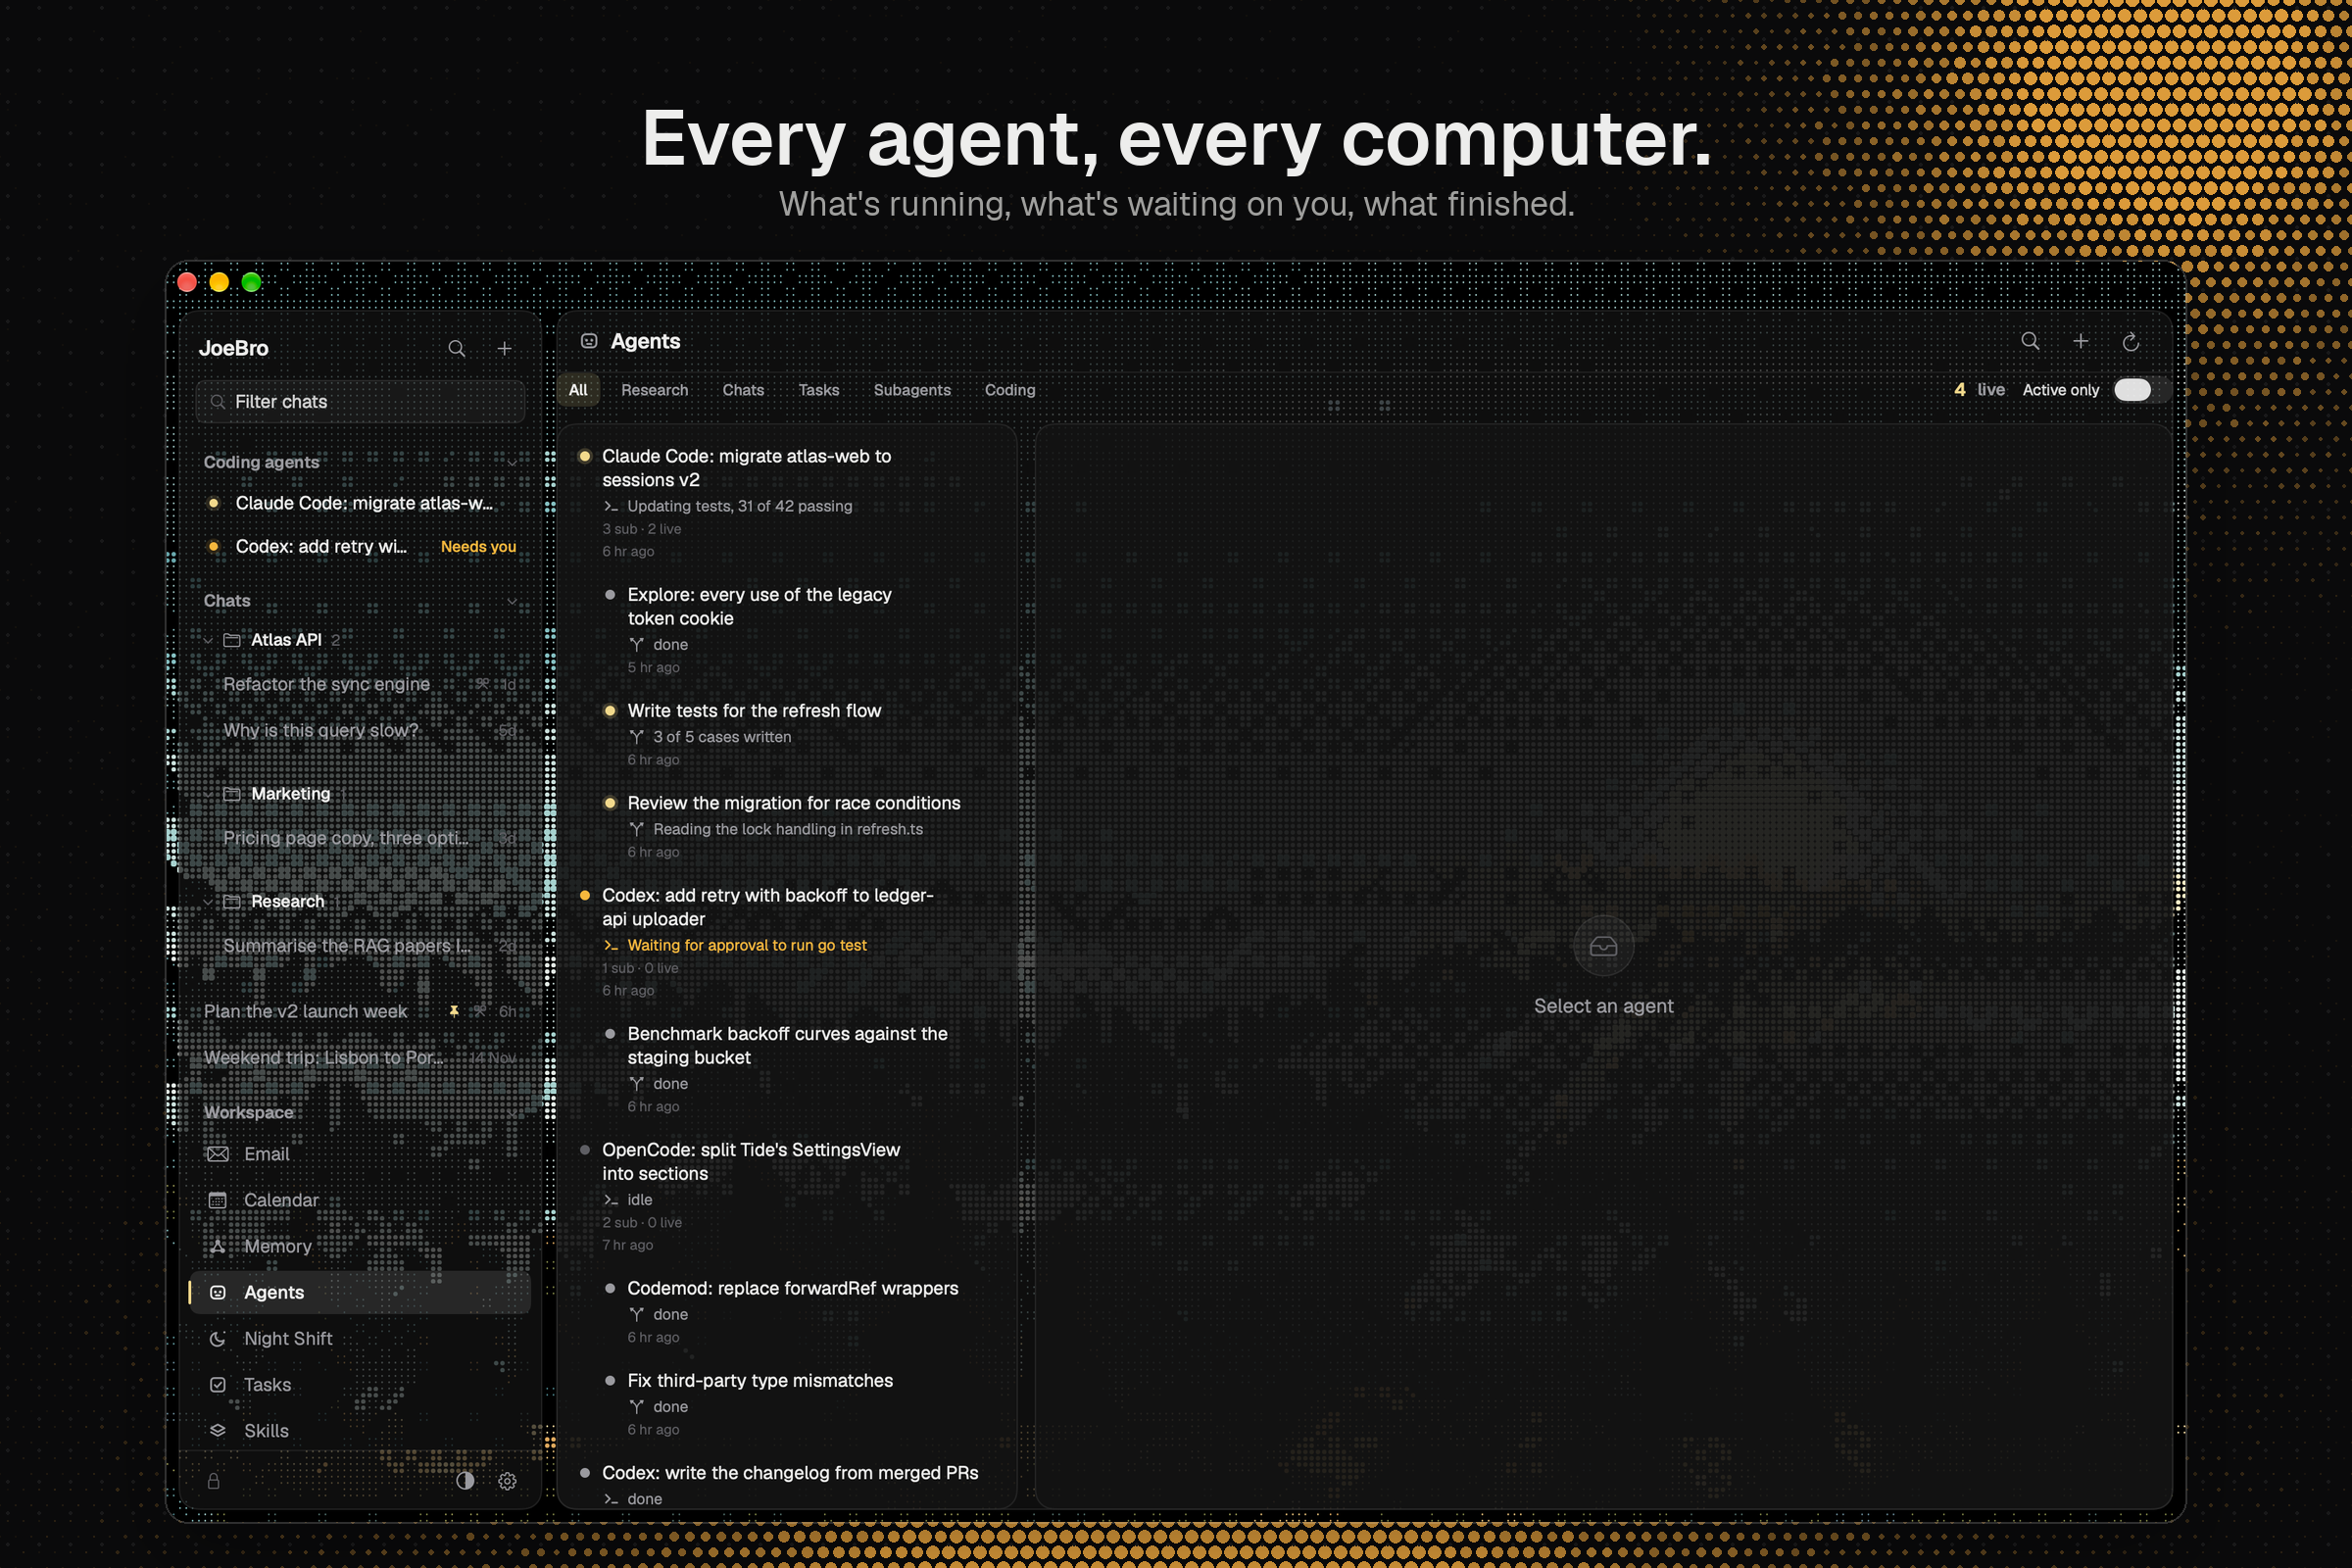 Every agent, every computer.
What's running, what's waiting on you, what finished.
JoeBro
Filter chats
Coding agents
Claude Code: migrate atlas-w...
Codex: add retry wi... Needs you
Chats
Atlas API 2
Refactor the sync engine 1d
Why is this query slow? 5d
Marketing
Pricing page copy, three opti... 3d
Research
Summarise the RAG papers I... 2d
Plan the v2 launch week 6h
Weekend trip: Lisbon to Por... 14 Nov
Workspace
Email
Calendar
Memory
Agents
Night Shift
Tasks
Skills
Agents
All Research Chats Tasks Subagents Coding
4 live Active only
Claude Code: migrate atlas-web to
sessions v2
Updating tests, 31 of 42 passing
3 sub · 2 live
6 hr ago
Explore: every use of the legacy
token cookie
done
5 hr ago
Write tests for the refresh flow
3 of 5 cases written
6 hr ago
Review the migration for race conditions
Reading the lock handling in refresh.ts
6 hr ago
Codex: add retry with backoff to ledger-
api uploader
Waiting for approval to run go test
1 sub · 0 live
6 hr ago
Benchmark backoff curves against the
staging bucket
done
6 hr ago
OpenCode: split Tide's SettingsView
into sections
idle
2 sub · 0 live
7 hr ago
Codemod: replace forwardRef wrappers
done
6 hr ago
Fix third-party type mismatches
done
6 hr ago
Codex: write the changelog from merged PRs
done
Select an agent